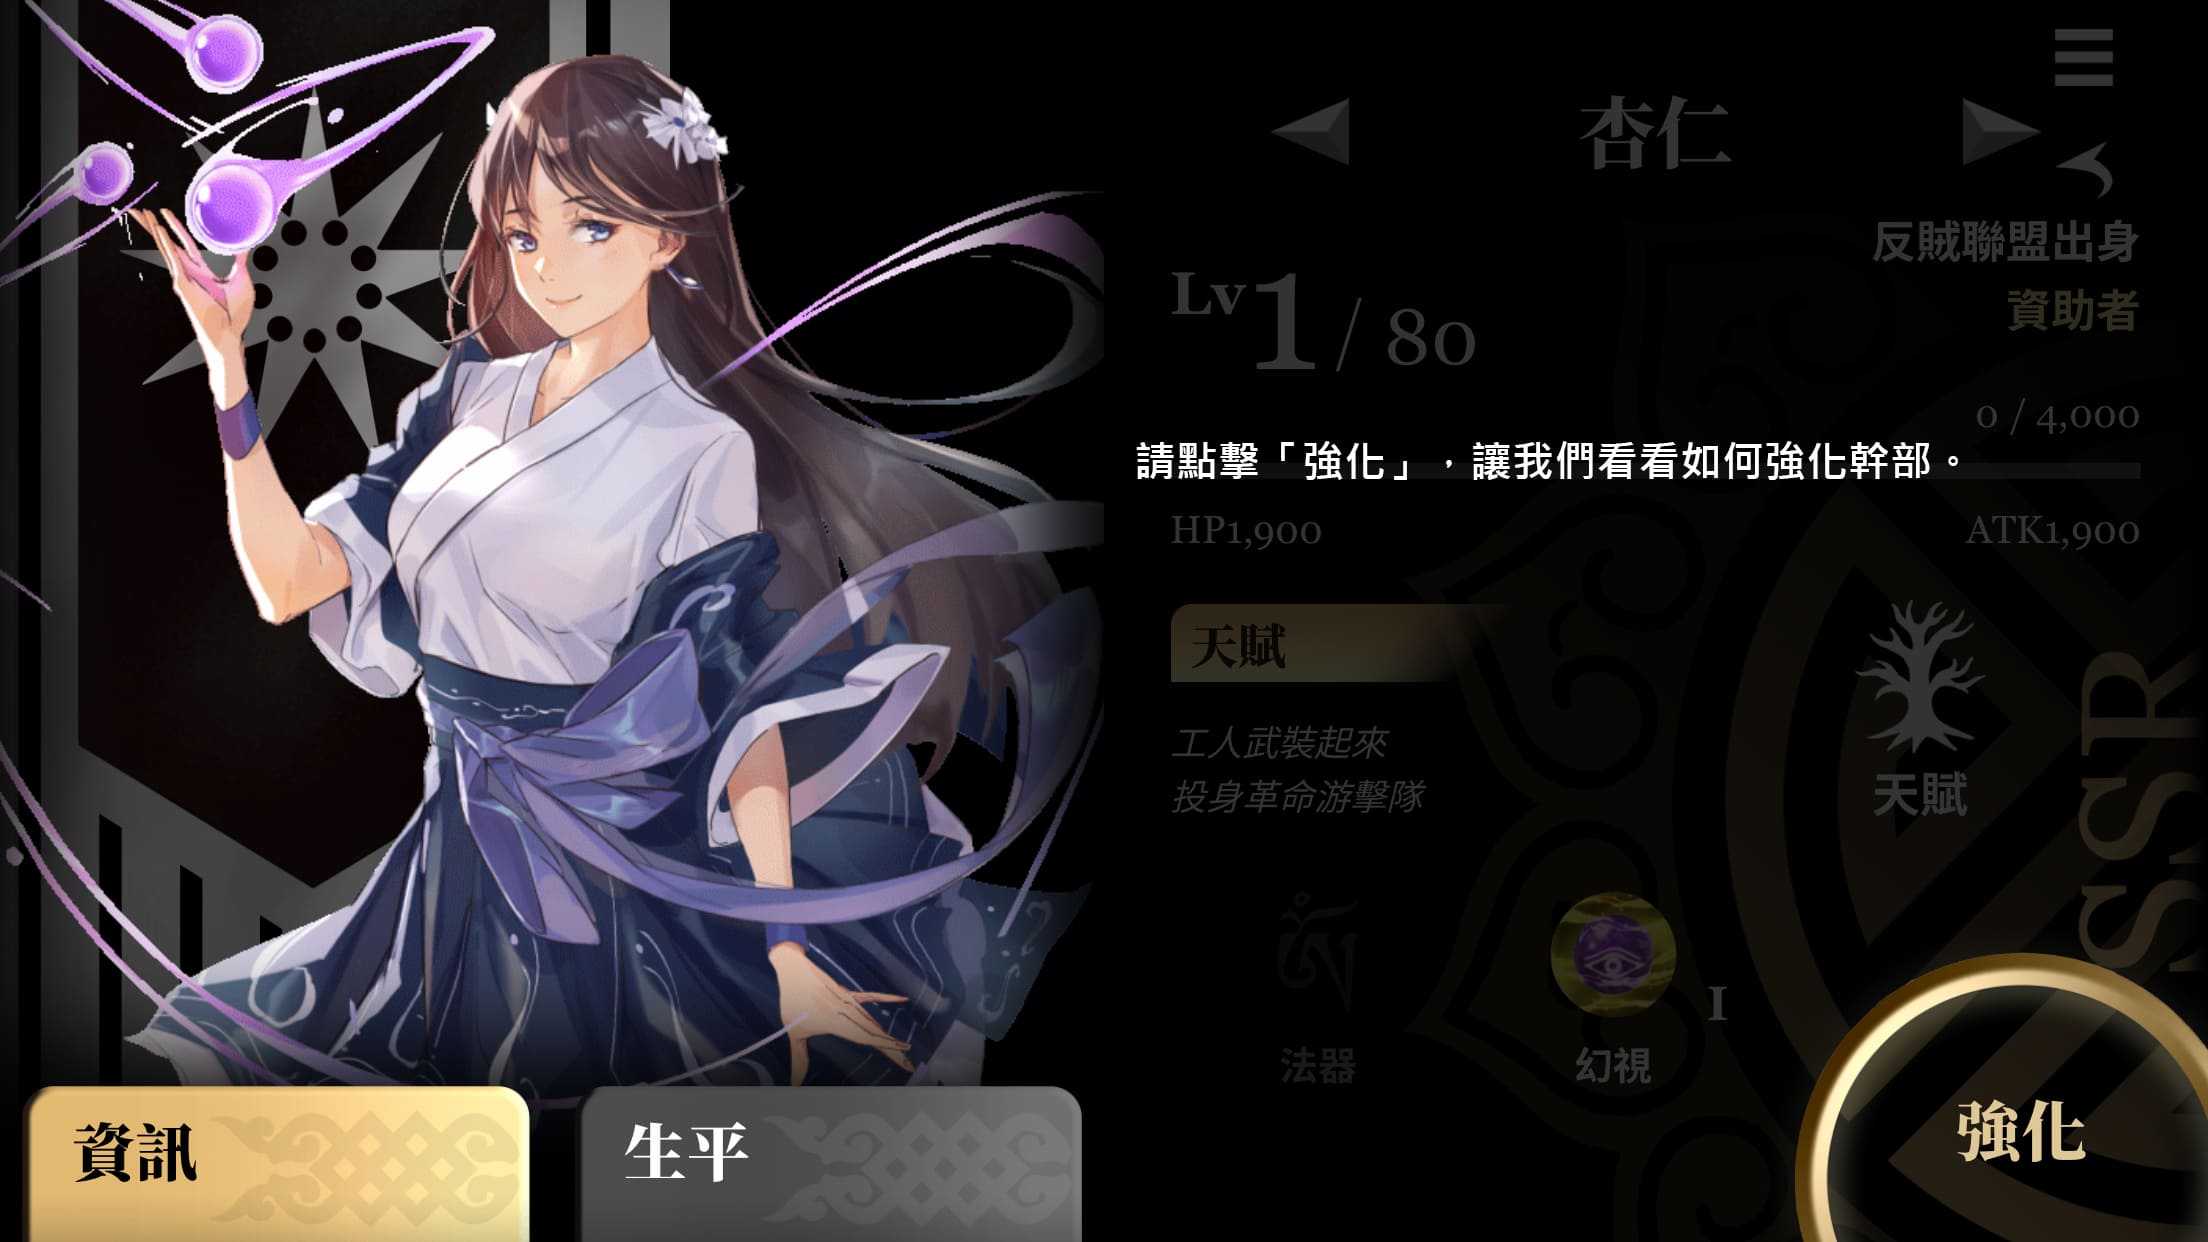 杏仁
反賊聯盟出身
資助者
Lv1 / 80
0 / 4,000
請點擊「強化」，讓我們看看如何強化幹部。
HP1,900
ATK1,900
天賦
工人武裝起來
投身革命游擊隊
天賦
SSR
I
法器
幻視
強化
資訊
生平